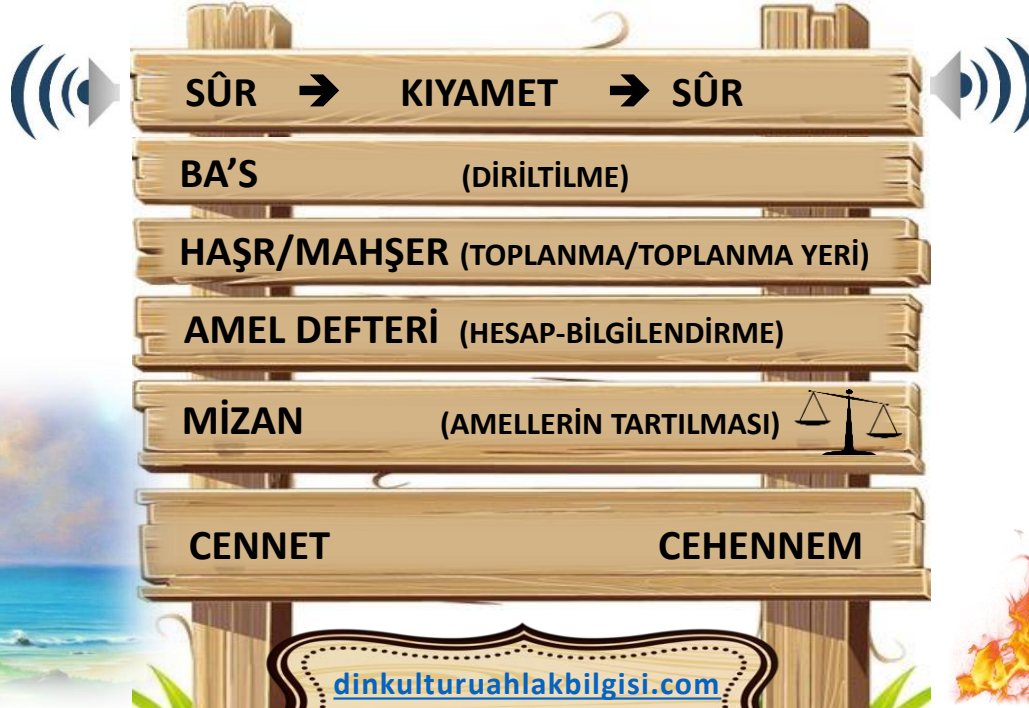 SÛR ➔ KIYAMET ➔ SÛR
BA’S (DİRİLTİLME)
HAŞR/MAHŞER (TOPLANMA/TOPLANMA YERİ)
AMEL DEFTERİ (HESAP-BİLGİLENDİRME)
MİZAN (AMELLERİN TARTILMASI)
CENNET CEHENNEM
dinkulturuahlakbilgisi.com